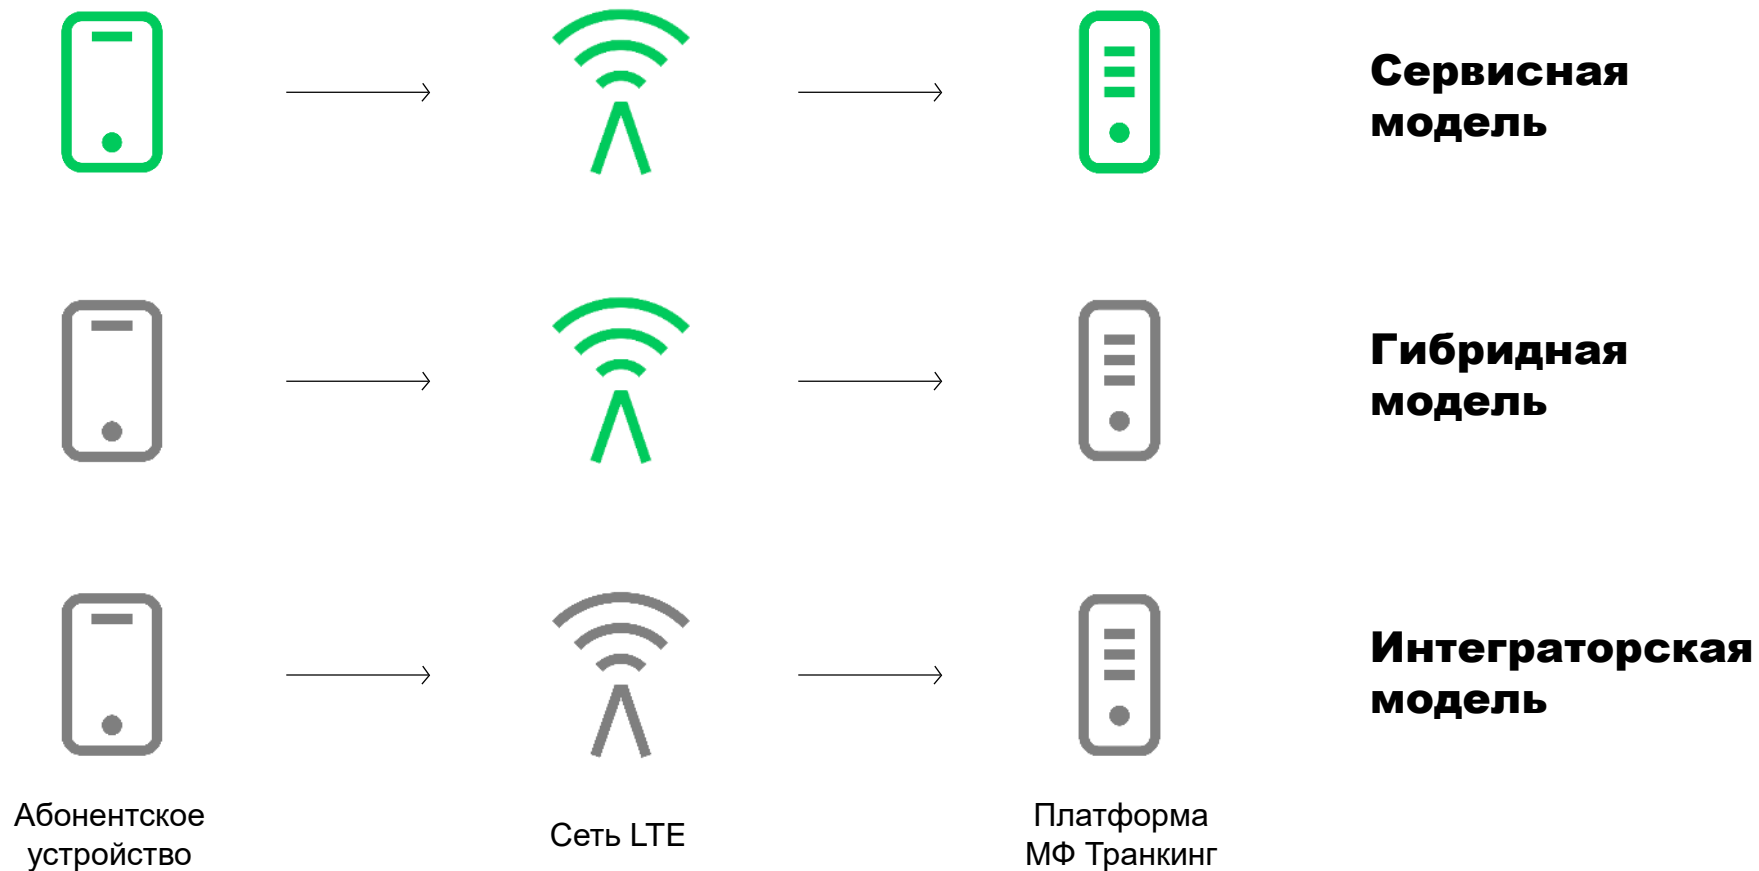 Сервисная
модель
Гибридная
модель
Интеграторская
модель
Абонентское
устройство
Сеть LTE
Платформа
МФ Транкинг